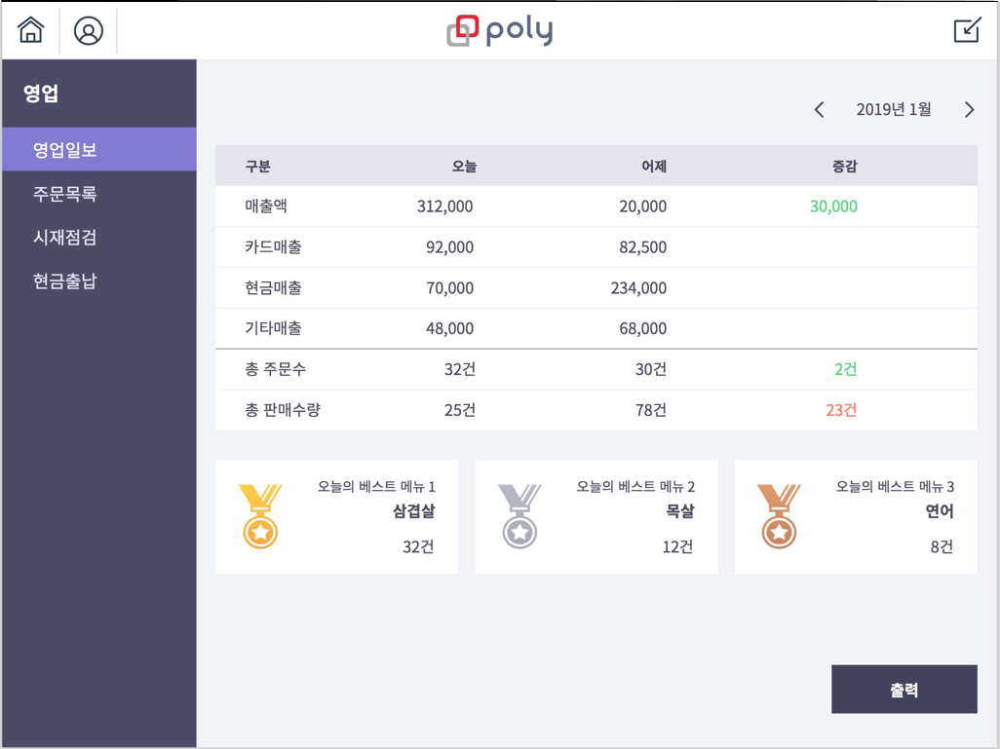 poly
영업
영업일보
주문목록
시재점검
현금출납
2019년 1월
구분 오늘 어제 증감
매출액 312,000 20,000 30,000
카드매출 92,000 82,500
현금매출 70,000 234,000
기타매출 48,000 68,000
총 주문수 32건 30건 2건
총 판매수량 25건 78건 23건
오늘의 베스트 메뉴 1
삼겹살
32건
오늘의 베스트 메뉴 2
목살
12건
오늘의 베스트 메뉴 3
연어
8건
출력